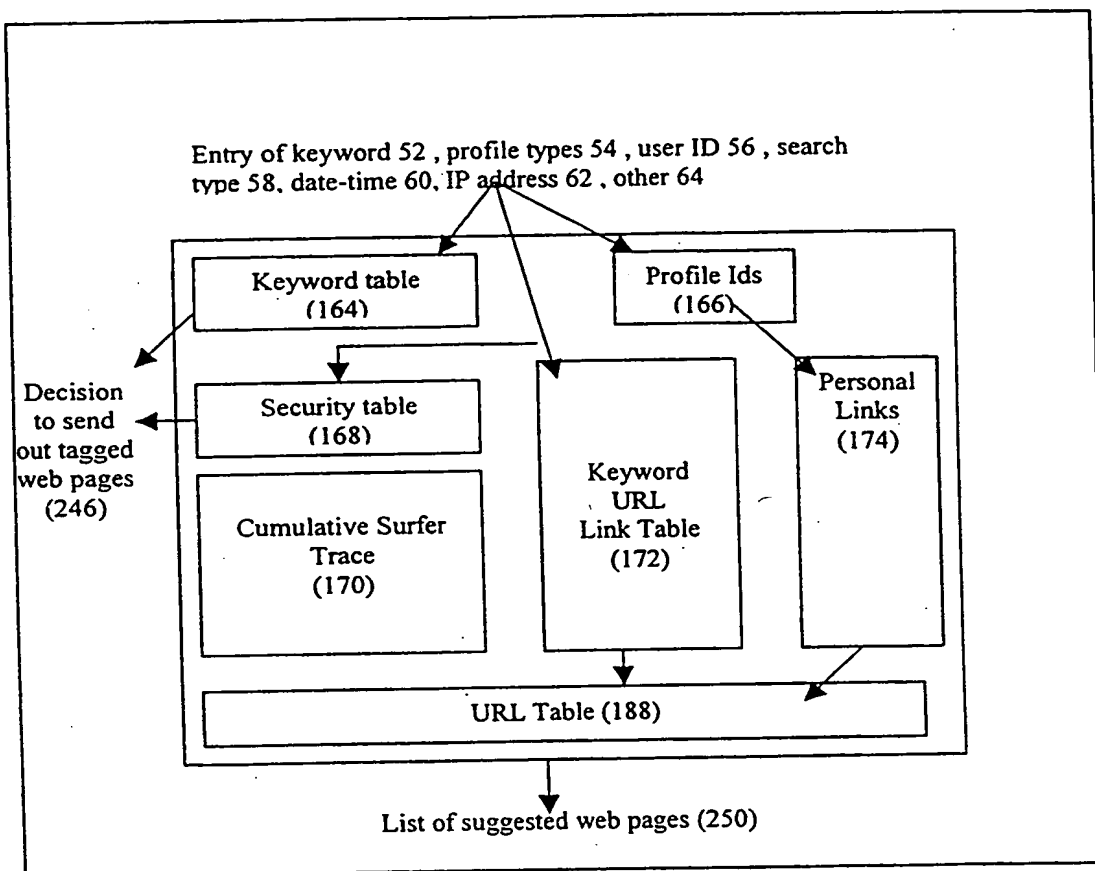 Entry of keyword 52 , profile types 54 , user ID 56 , search
type 58, date-time 60, IP address 62 , other 64
Keyword table
(164)
Profile Ids
(166)
Decision
to send
out tagged
web pages
(246)
Security table
(168)
Personal
Links
(174)
Keyword
URL
Link Table
(172)
Cumulative Surfer
Trace
(170)
URL Table (188)
List of suggested web pages (250)